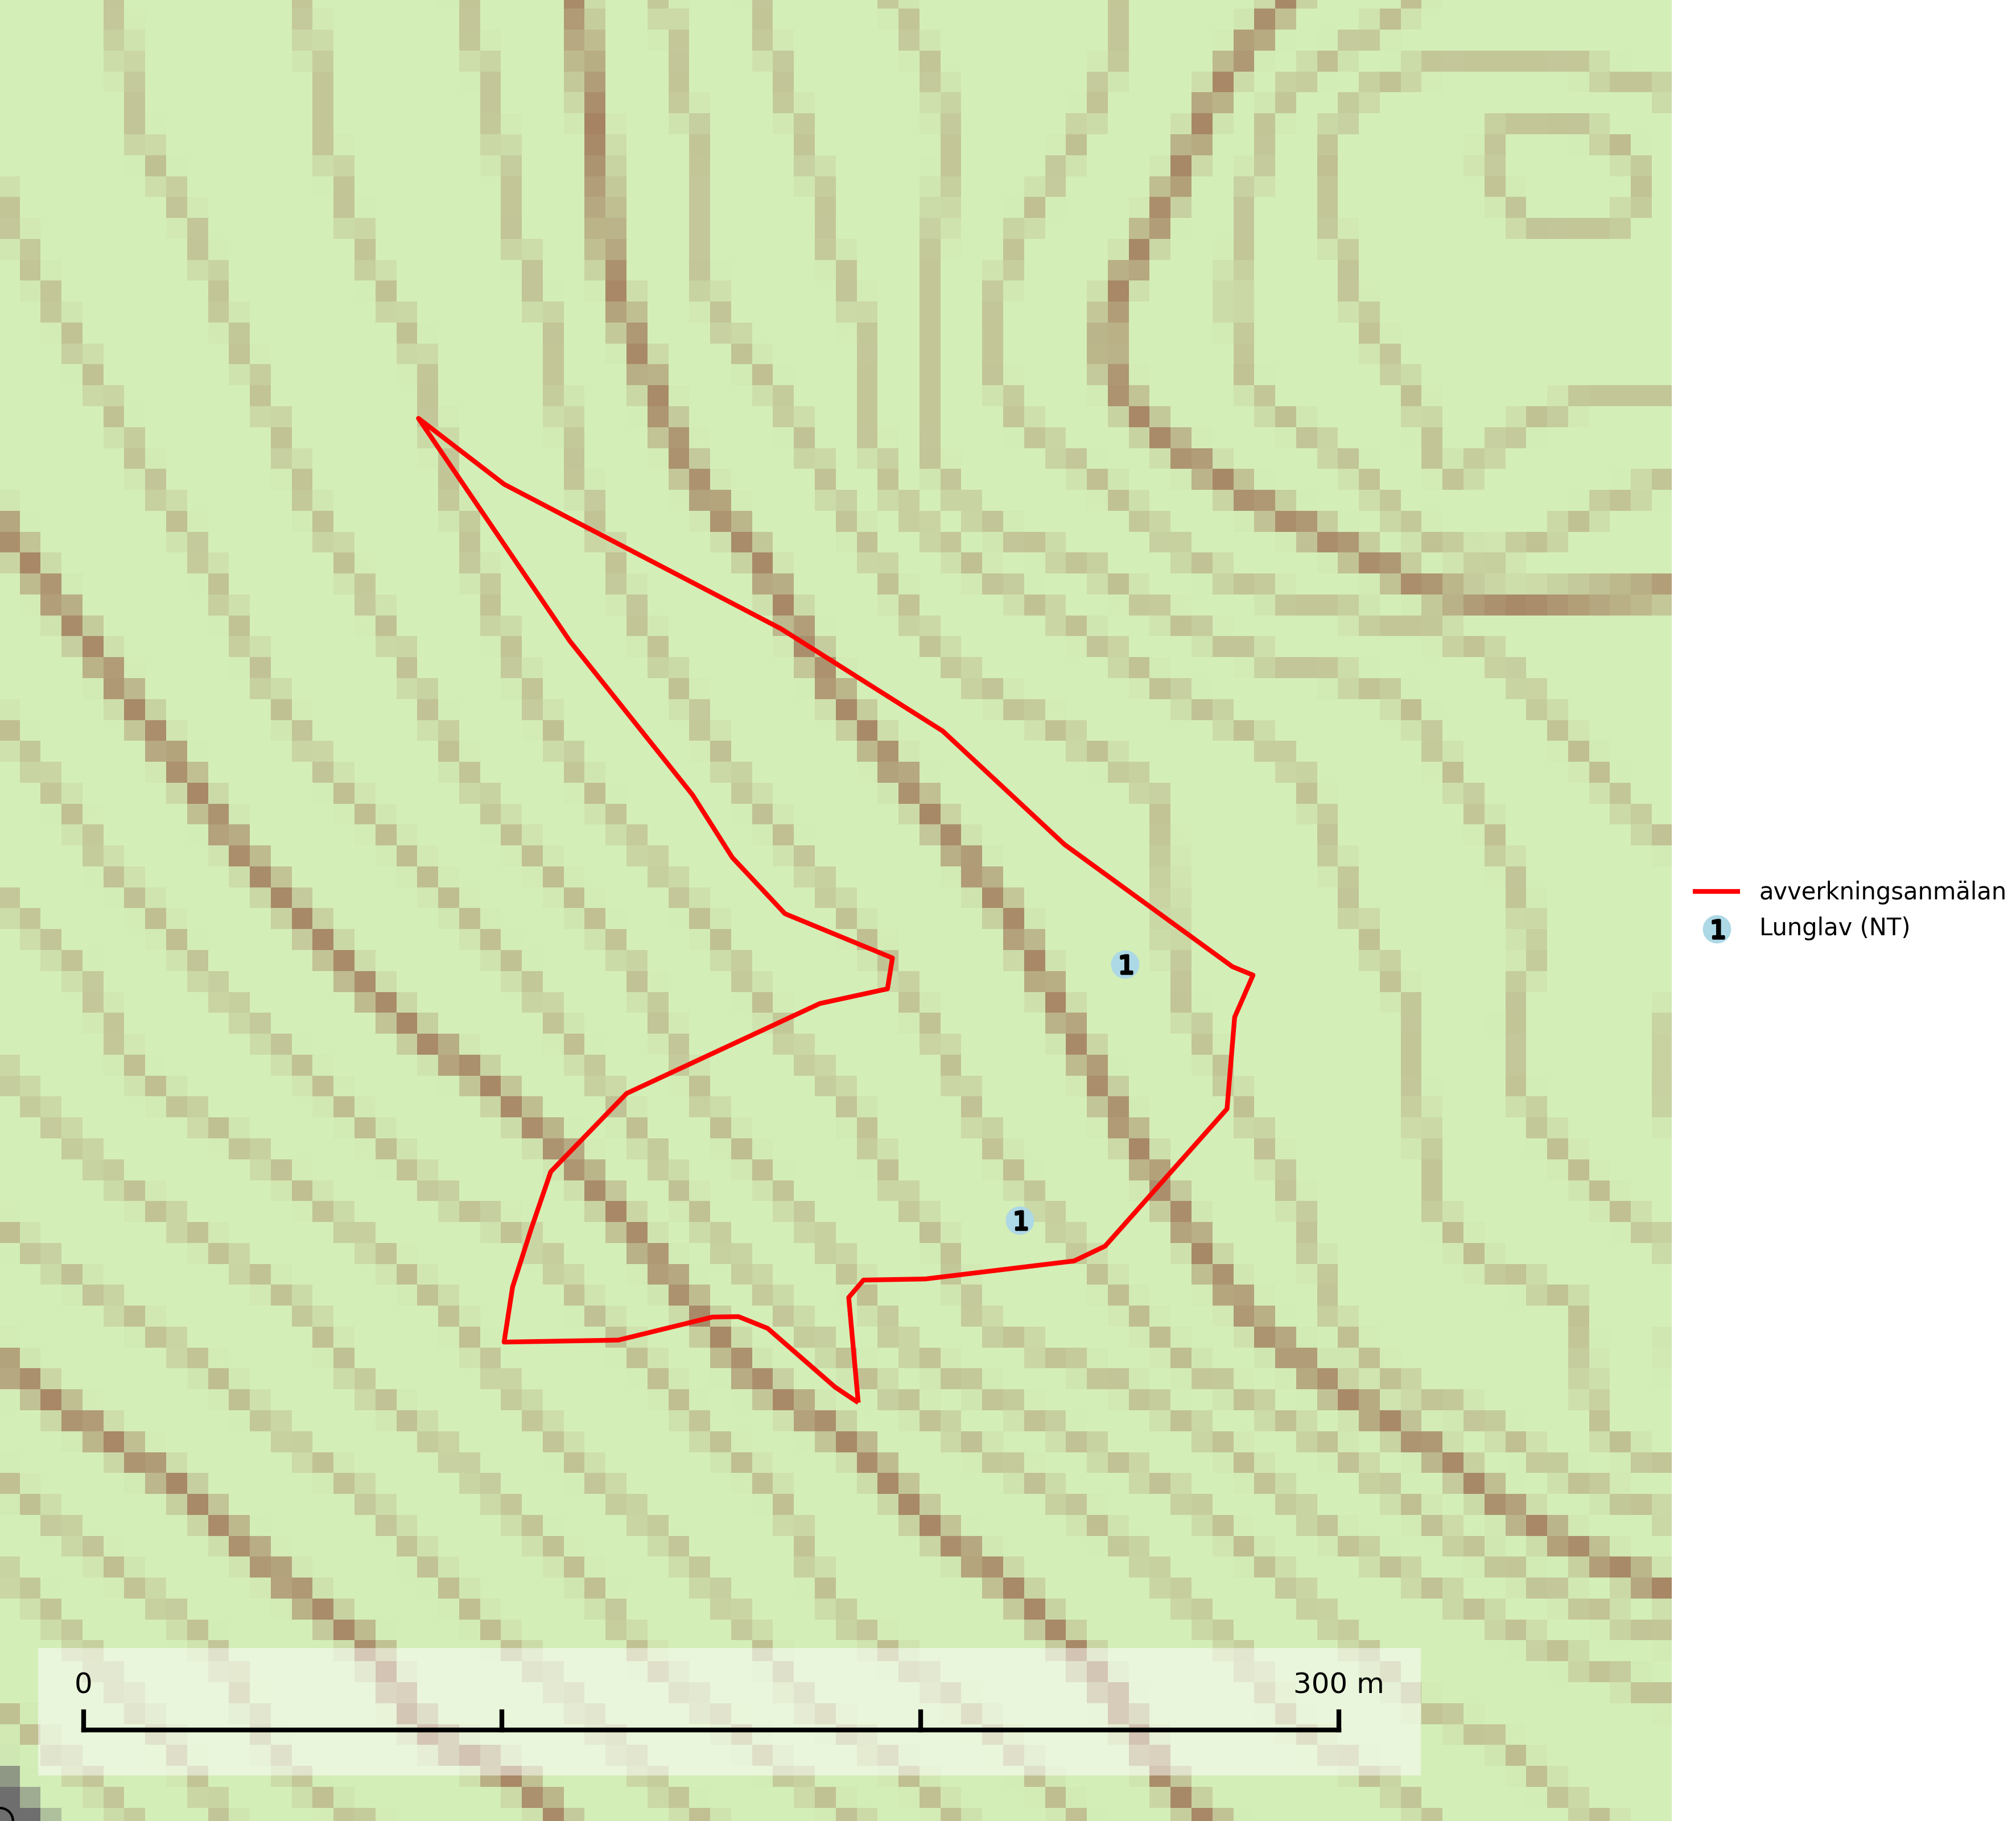 avverkningsanmälan
1 Lunglav (NT)
1
1
0 300 m